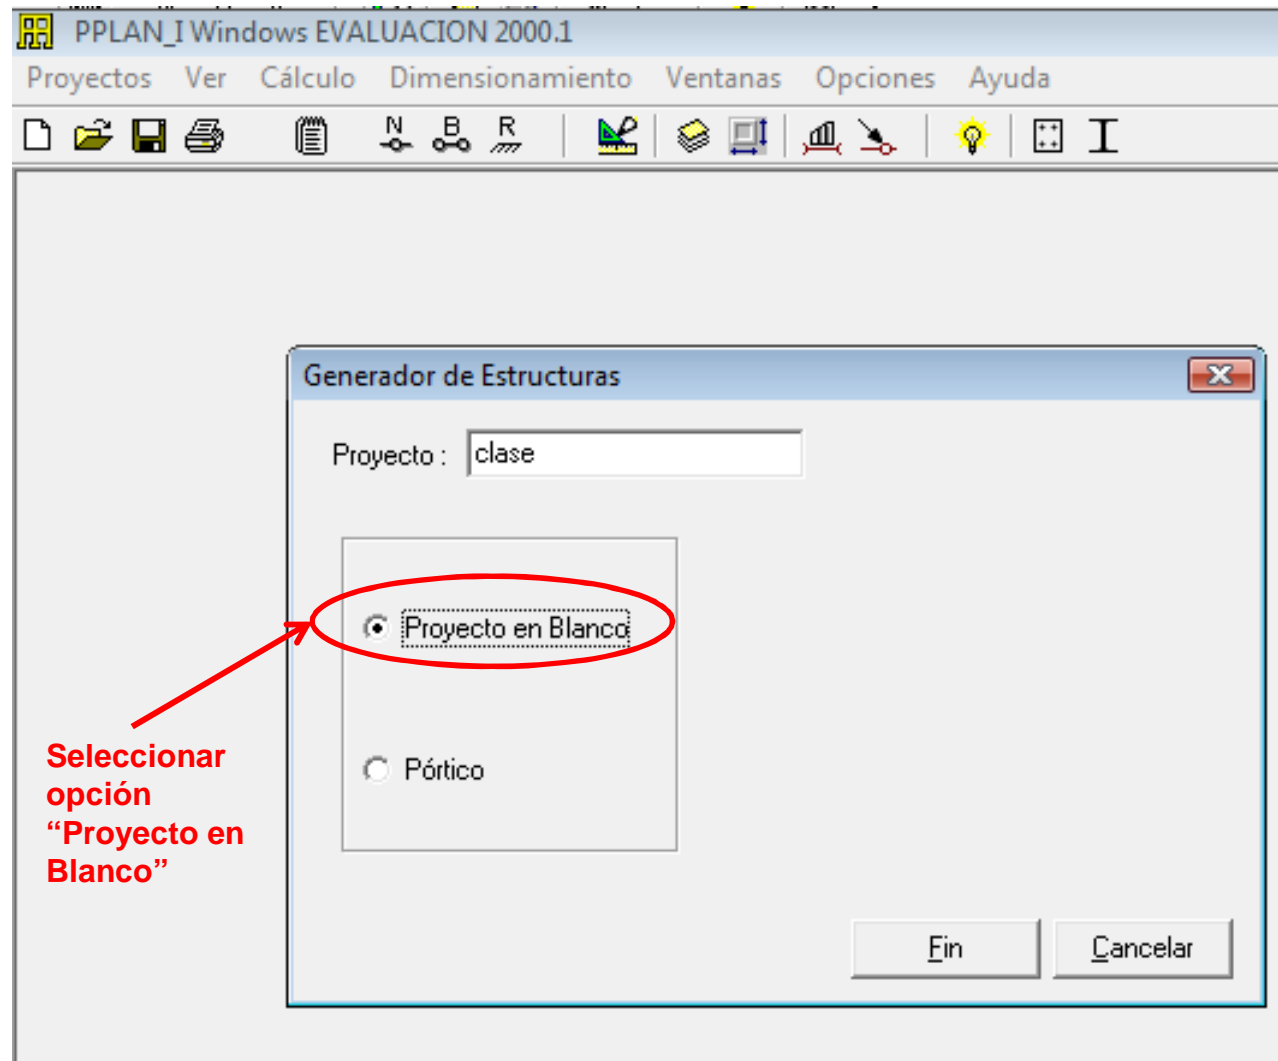 PPLAN_I Windows EVALUACION 2000.1
Proyectos Ver Cálculo Dimensionamiento Ventanas Opciones Ayuda
N B R
Generador de Estructuras
Proyecto : clase
Proyecto en Blanco
Pórtico
Seleccionar
opción
“Proyecto en
Blanco”
Fin Cancelar